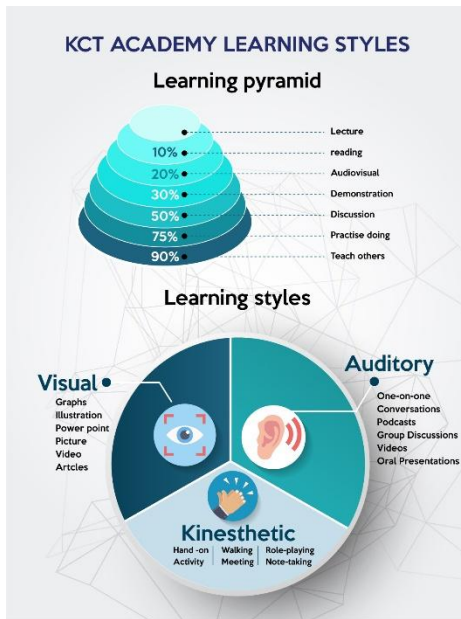 KCT ACADEMY LEARNING STYLES
Learning pyramid
Lecture
10% reading
20% Audiovisual
30% Demonstration
50% Discussion
75% Practise doing
90% Teach others
Learning styles
Visual
Graphs
Illustration
Power point
Picture
Video
Artcles
Auditory
One-on-one
Conversations
Podcasts
Group Discussions
Videos
Oral Presentations
Kinesthetic
Hand -on
Activity
Walking
Meeting
Role-playing
Note-taking